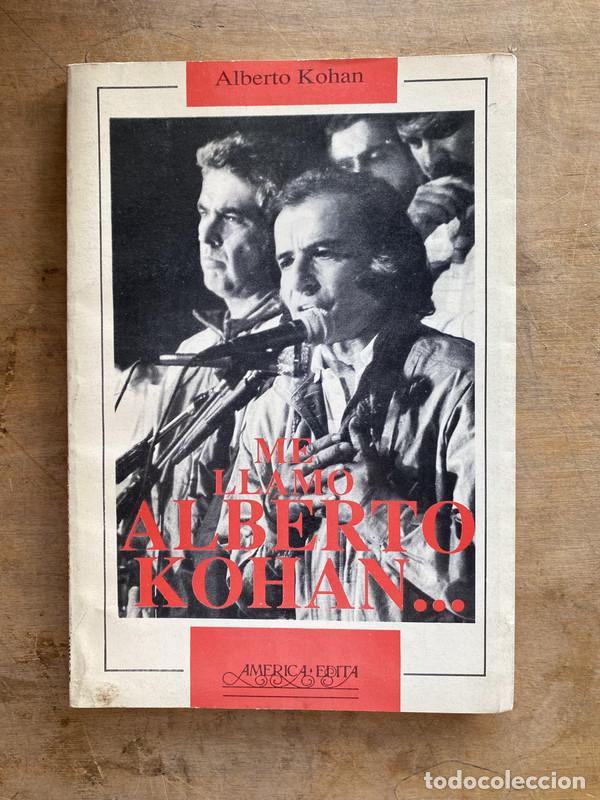 Alberto Kohan
ME
LLAMO
ALBERTO
KOHAN...
AMERICA·EDITA
todocoleccion